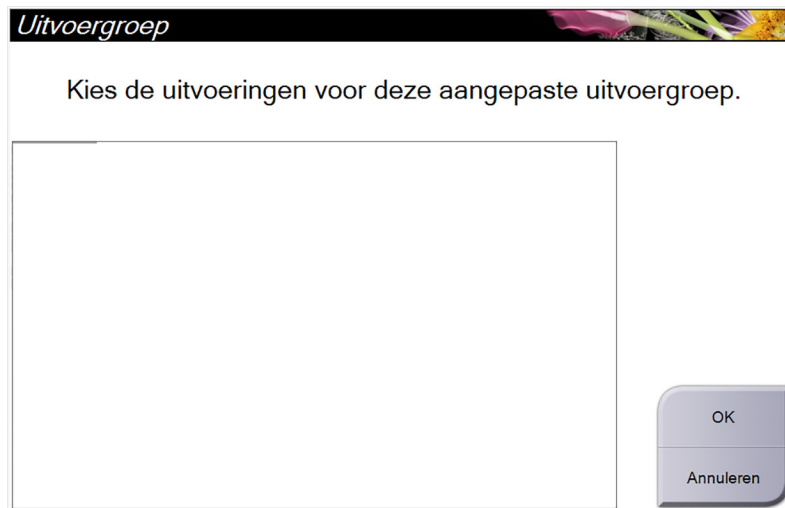 Uitvoergroep
Kies de uitvoeringen voor deze aangepaste uitvoergroep.
OK
Annuleren